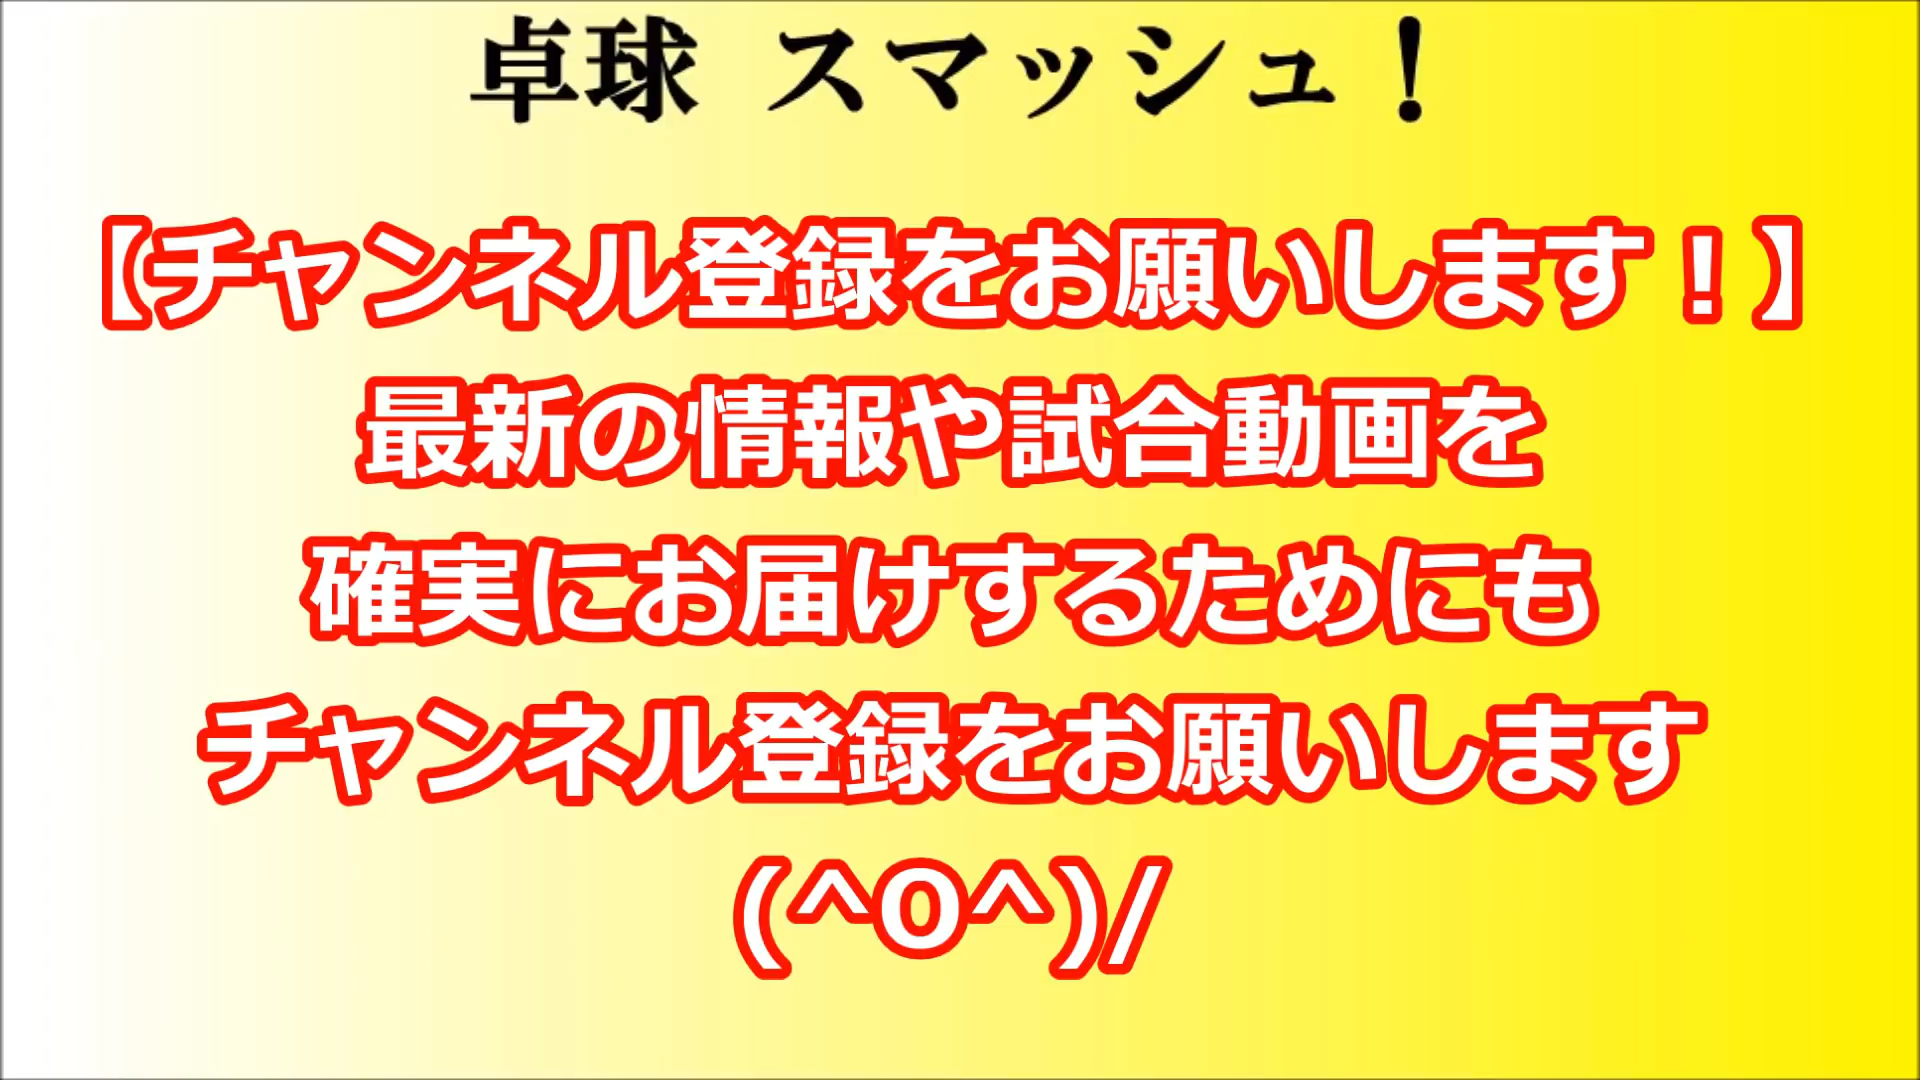 卓球 スマッシュ！
【チャンネル登録をお願いします！】
最新の情報や試合動画を
確実にお届けするためにも
チャンネル登録をお願いします
(^O^)/